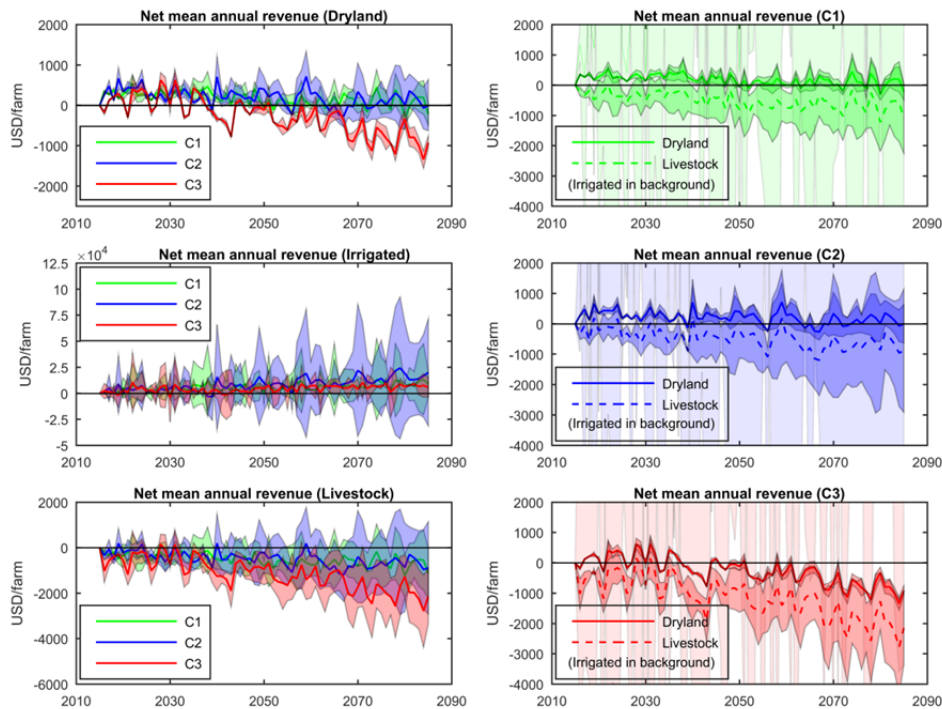 Net mean annual revenue (Dryland)
2000
1000
0
-1000
-2000
USD/farm
C1
C2
C3
2010 2030 2050 2070 2090
Net mean annual revenue (C1)
2000
1000
0
-1000
-2000
-3000
-4000
USD/farm
Dryland
Livestock
(Irrigated in background)
2010 2030 2050 2070 2090
Net mean annual revenue (Irrigated)
×10⁴
12.5
10
7.5
5
2.5
0
-2.5
-5
USD/farm
C1
C2
C3
2010 2030 2050 2070 2090
Net mean annual revenue (C2)
2000
1000
0
-1000
-2000
-3000
-4000
USD/farm
Dryland
Livestock
(Irrigated in background)
2010 2030 2050 2070 2090
Net mean annual revenue (Livestock)
2000
0
-2000
-4000
-6000
USD/farm
C1
C2
C3
2010 2030 2050 2070 2090
Net mean annual revenue (C3)
2000
1000
0
-1000
-2000
-3000
-4000
USD/farm
Dryland
Livestock
(Irrigated in background)
2010 2030 2050 2070 2090